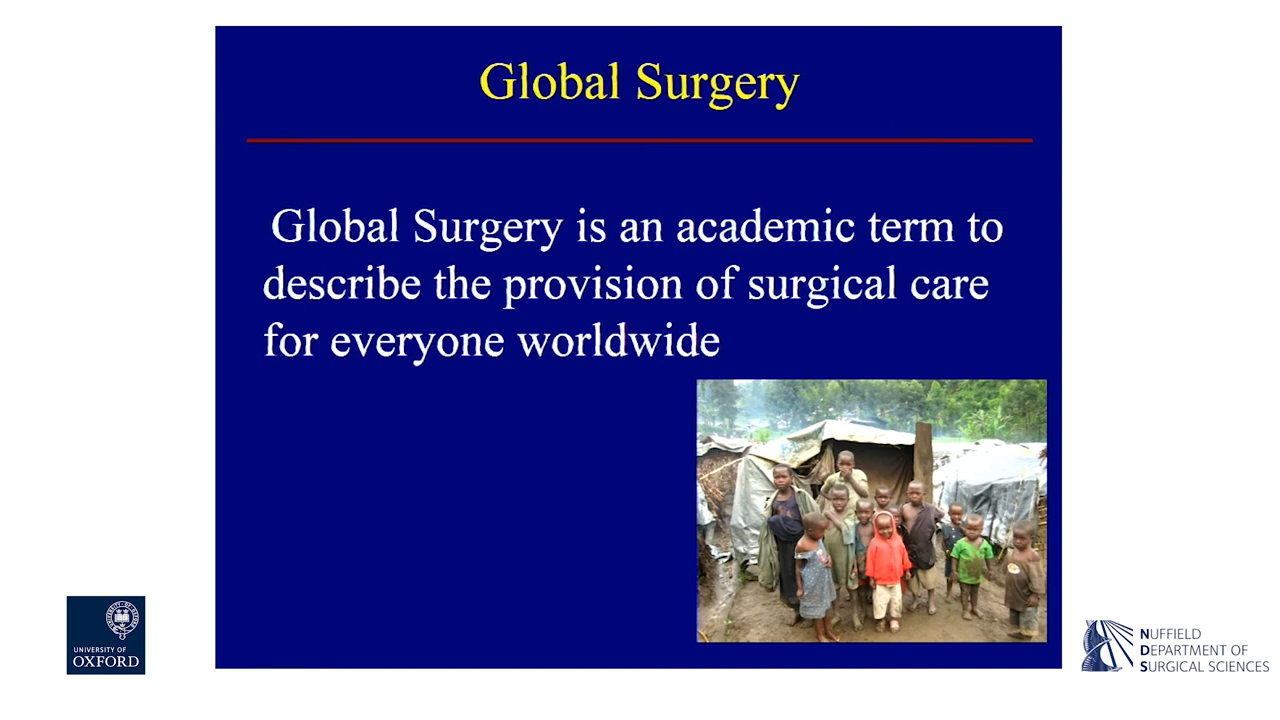 Global Surgery
Global Surgery is an academic term to
describe the provision of surgical care
for everyone worldwide
UNIVERSITY OF
OXFORD
NUFFIELD
DEPARTMENT OF
SURGICAL SCIENCES